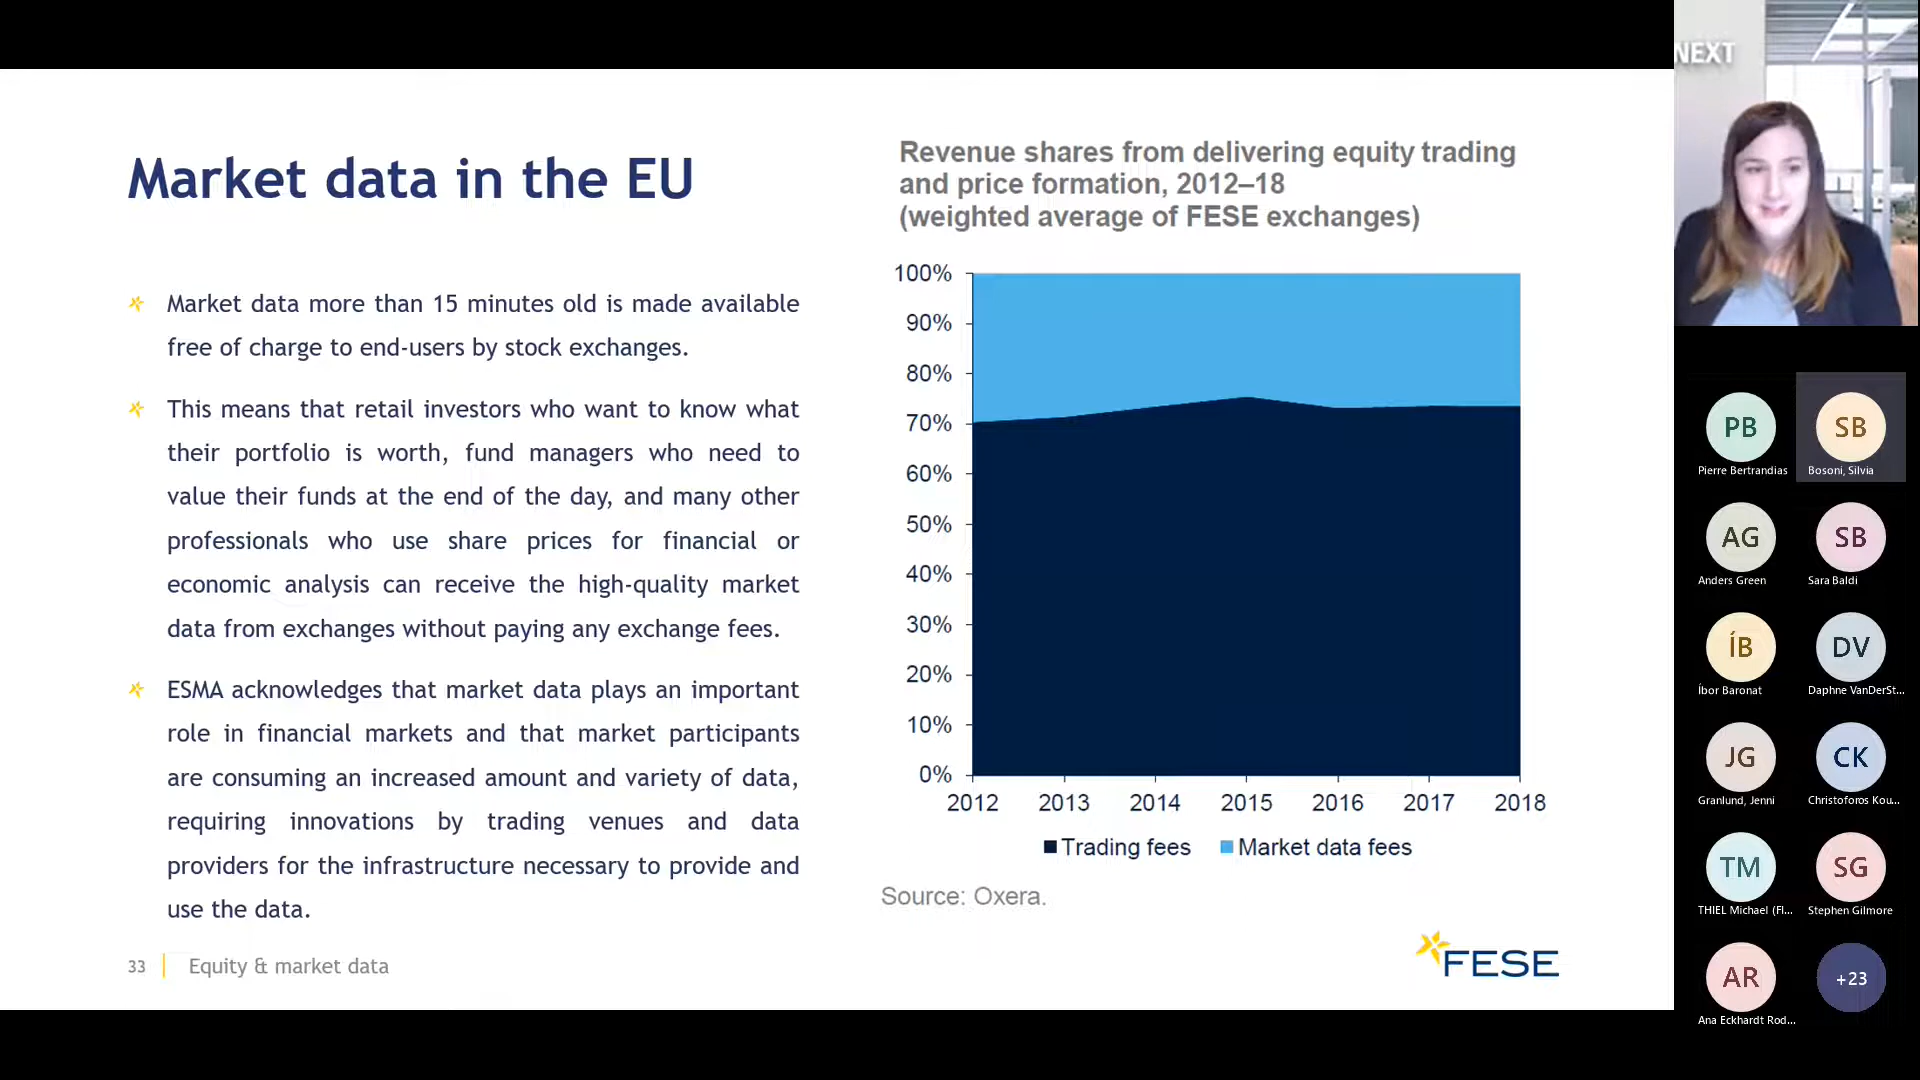 NEXT
Market data in the EU
Market data more than 15 minutes old is made available
free of charge to end-users by stock exchanges.
This means that retail investors who want to know what
their portfolio is worth, fund managers who need to
value their funds at the end of the day, and many other
professionals who use share prices for financial or
economic analysis can receive the high-quality market
data from exchanges without paying any exchange fees.
ESMA acknowledges that market data plays an important
role in financial markets and that market participants
are consuming an increased amount and variety of data,
requiring innovations by trading venues and data
providers for the infrastructure necessary to provide and
use the data.
33
Equity & market data
Revenue shares from delivering equity trading
and price formation, 2012–18
(weighted average of FESE exchanges)
100%
90%
80%
70%
60%
50%
40%
30%
20%
10%
0%
2012 2013 2014 2015 2016 2017 2018
Trading fees Market data fees
Source: Oxera.
FESE
PB SB
Pierre Bertrandias Bosoni, Silvia
AG SB
Anders Green Sara Baldi
ÍB DV
Íbor Baronat Daphne VanDerSt...
JG CK
Granlund, Jenni Christoforos Kou...
TM SG
THIEL Michael (FI... Stephen Gilmore
AR +23
Ana Eckhardt Rod...